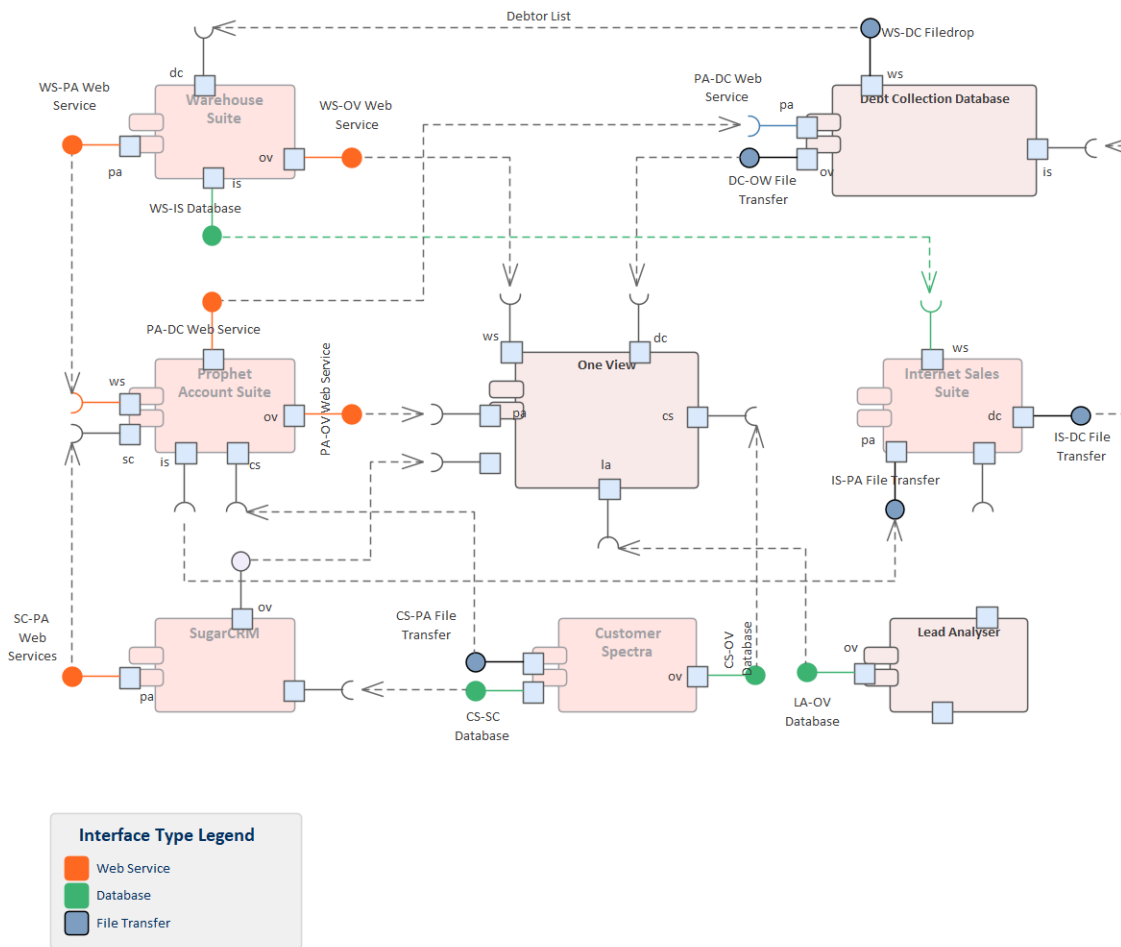 Debtor List
WS-DC Filedrop
dc
ws
WS-PA Web
Service
Warehouse
Suite
WS-OV Web
Service
PA-DC Web
Service
pa
Debt Collection Database
pa
ov
is
ov
is
DC-OW File
Transfer
WS-IS Database
PA-DC Web Service
ws
dc
ws
Prophet
Account Suite
PA-OV Web Service
One View
Internet Sales
Suite
ws
ov
pa
cs
dc
pa
IS-DC File
Transfer
sc
is
cs
la
IS-PA File Transfer
ov
SC-PA
Web
Services
SugarCRM
CS-PA File
Transfer
Customer
Spectra
CS-OV
Database
Lead Analyser
ov
ov
pa
CS-SC
Database
LA-OV
Database
Interface Type Legend
Web Service
Database
File Transfer